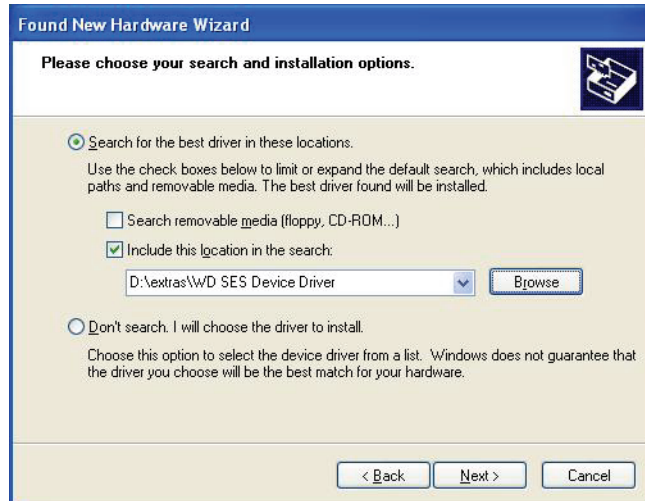 Found New Hardware Wizard
Please choose your search and installation options.
Search for the best driver in these locations.
Use the check boxes below to limit or expand the default search, which includes local
paths and removable media. The best driver found will be installed.
Search removable media (floppy, CD-ROM...)
Include this location in the search:
D:\extras\WD SES Device Driver
Browse
Don't search. I will choose the driver to install.
Choose this option to select the device driver from a list. Windows does not guarantee that
the driver you choose will be the best match for your hardware.
< Back Next > Cancel